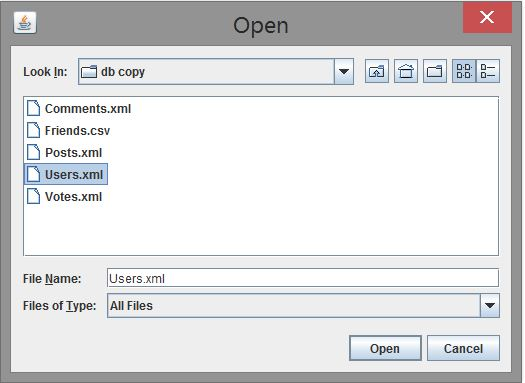 Open
Look In: db copy
Comments.xml
Friends.csv
Posts.xml
Users.xml
Votes.xml
File Name: Users.xml
Files of Type: All Files
Open Cancel